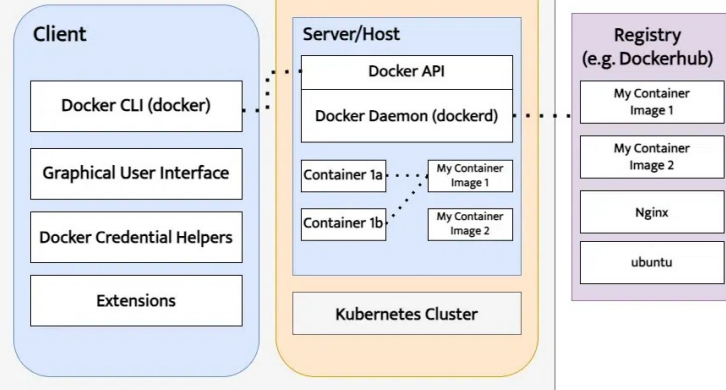 Client
Docker CLI (docker)
Graphical User Interface
Docker Credential Helpers
Extensions
Server/Host
Docker API
Docker Daemon (dockerd)
Container 1a
My Container
Image 1
Container 1b
My Container
Image 2
Kubernetes Cluster
Registry
(e.g. Dockerhub)
My Container
Image 1
My Container
Image 2
Nginx
ubuntu